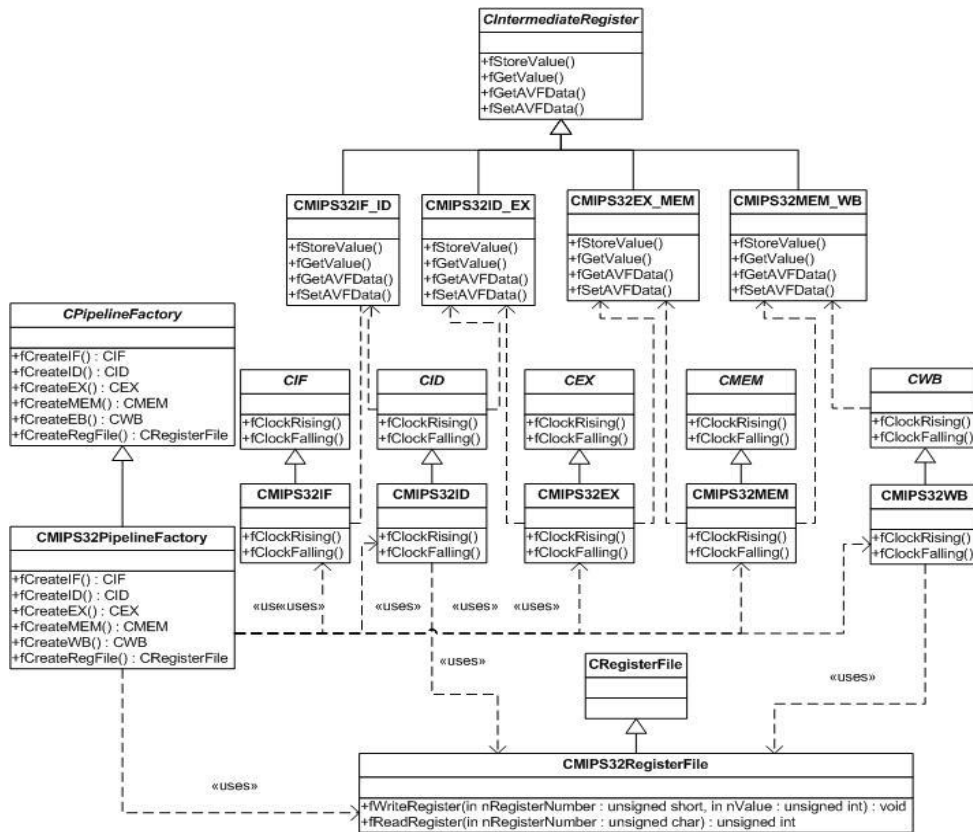 CIntermediateRegister
+fStoreValue()
+fGetValue()
+fGetAVFData()
+fSetAVFData()
CMIPS32IF_ID
+fStoreValue()
+fGetValue()
+fGetAVFData()
+fSetAVFData()
CMIPS32ID_EX
+fStoreValue()
+fGetValue()
+fGetAVFData()
+fSetAVFData()
CMIPS32EX_MEM
+fStoreValue()
+fGetValue()
+fGetAVFData()
+fSetAVFData()
CMIPS32MEM_WB
+fStoreValue()
+fGetValue()
+fGetAVFData()
+fSetAVFData()
CPipelineFactory
+fCreateIF() : CIF
+fCreateID() : CID
+fCreateEX() : CEX
+fCreateMEM() : CMEM
+fCreateEB() : CWB
+fCreateRegFile() : CRegisterFile
CIF
+fClockRising()
+fClockFalling()
CID
+fClockRising()
+fClockFalling()
CEX
+fClockRising()
+fClockFalling()
CMEM
+fClockRising()
+fClockFalling()
CWB
+fClockRising()
+fClockFalling()
CMIPS32IF
+fClockRising()
+fClockFalling()
CMIPS32ID
+fClockRising()
+fClockFalling()
CMIPS32EX
+fClockRising()
+fClockFalling()
CMIPS32MEM
+fClockRising()
+fClockFalling()
CMIPS32WB
+fClockRising()
+fClockFalling()
CMIPS32PipelineFactory
+fCreateIF() : CIF
+fCreateID() : CID
+fCreateEX() : CEX
+fCreateMEM() : CMEM
+fCreateWB() : CWB
+fCreateRegFile() : CRegisterFile
«use«uses»
«uses»
«uses»
«uses»
«uses»
«uses»
CRegisterFile
CMIPS32RegisterFile
+fWriteRegister(in nRegisterNumber : unsigned short, in nValue : unsigned int) : void
+fReadRegister(in nRegisterNumber : unsigned char) : unsigned int
«uses»